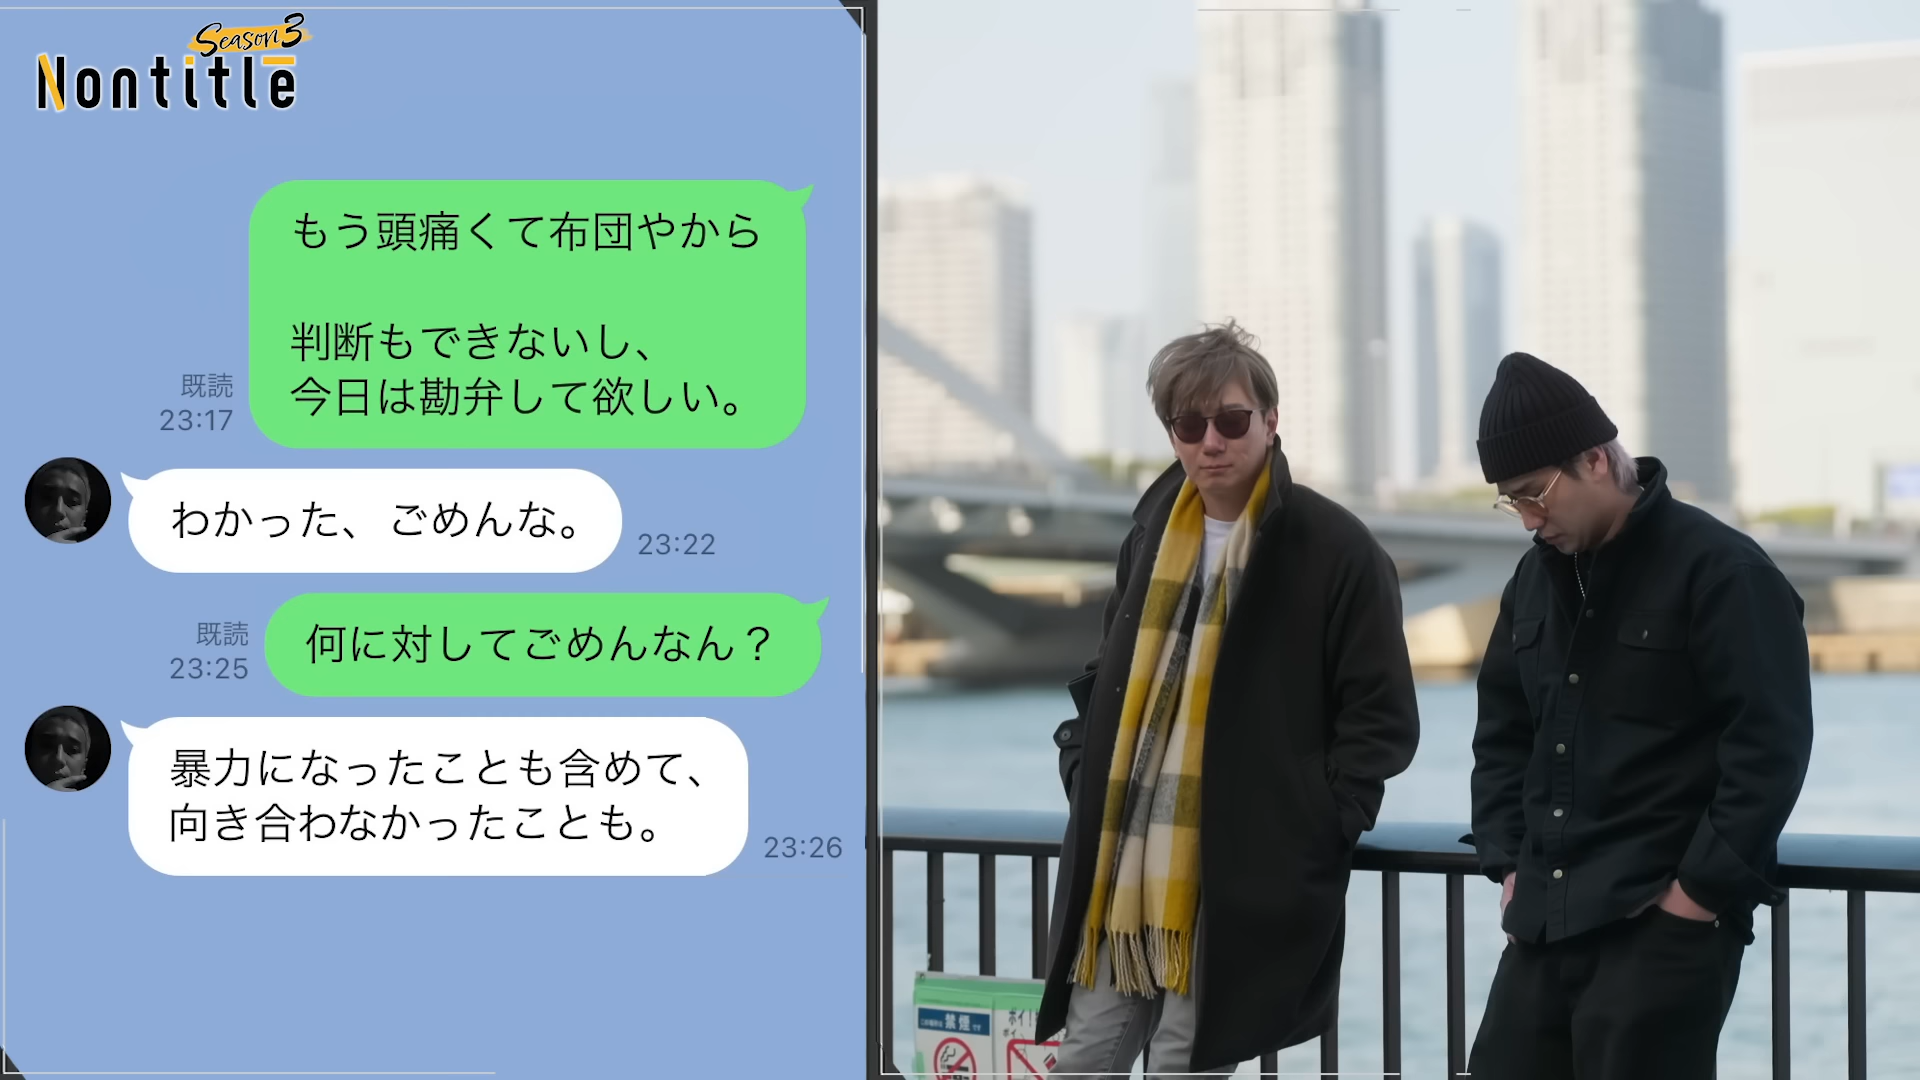 Season3
Nontitle
もう頭痛くて布団やから
判断もできないし、
今日は勘弁して欲しい。
既読
23:17
わかった、ごめんな。
23:22
何に対してごめんなん？
既読
23:25
暴力になったことも含めて、
向き合わなかったことも。
23:26
禁煙
ポイ